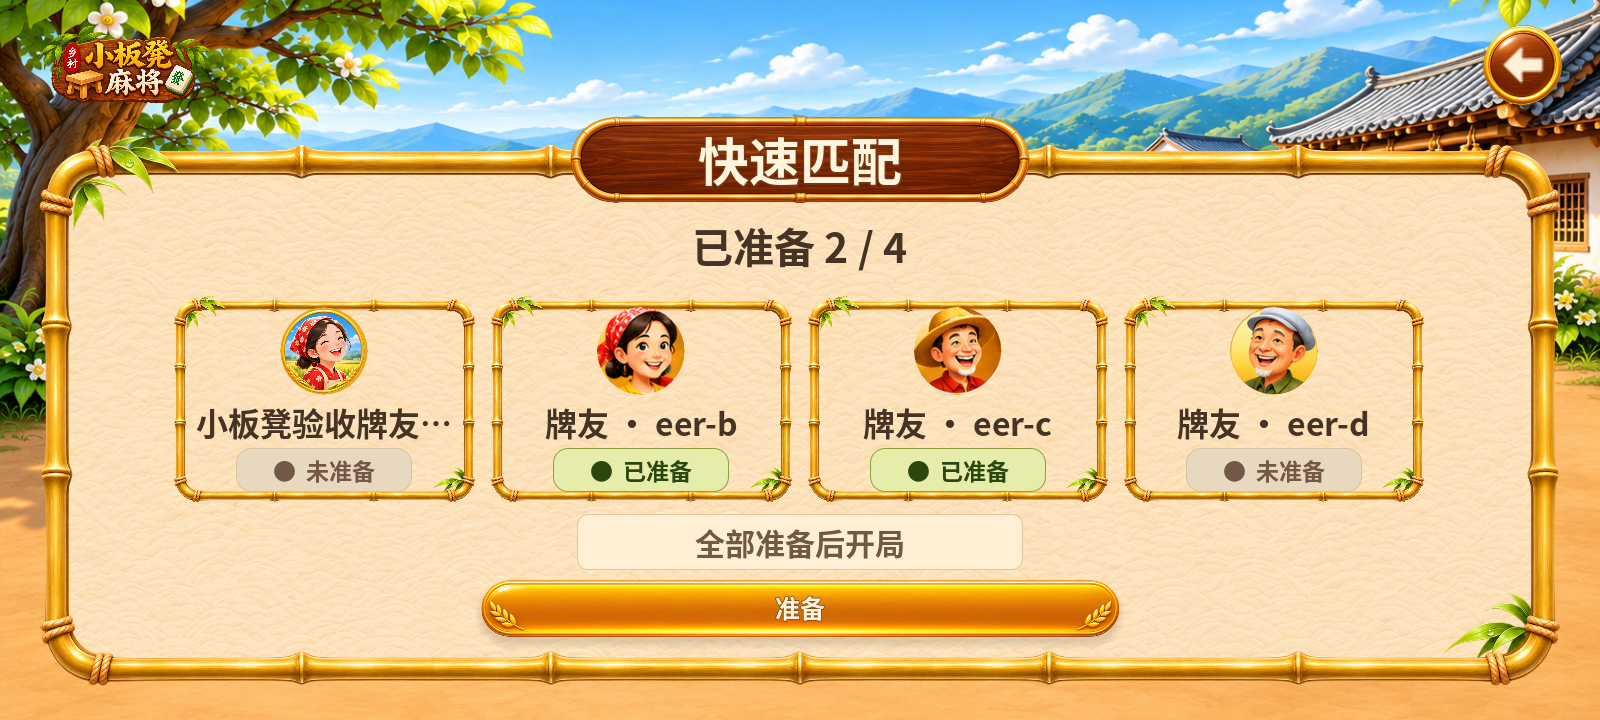 乡村
小板凳
麻将
發
快速匹配
已准备 2 / 4
小板凳验收牌友…
牌友 · eer-b
牌友 · eer-c
牌友 · eer-d
未准备
已准备
已准备
未准备
全部准备后开局
准备